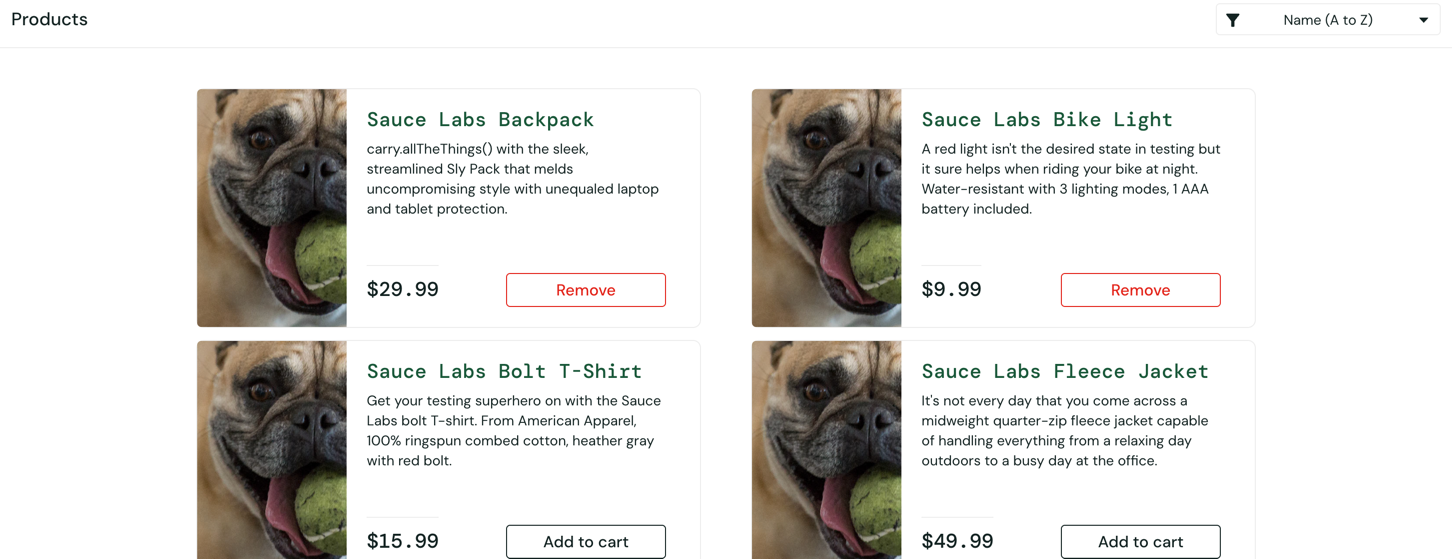 Products
Name (A to Z)
Sauce Labs Backpack
carry.allTheThings() with the sleek,
streamlined Sly Pack that melds
uncompromising style with unequaled laptop
and tablet protection.
$29.99
Remove
Sauce Labs Bike Light
A red light isn't the desired state in testing but
it sure helps when riding your bike at night.
Water-resistant with 3 lighting modes, 1 AAA
battery included.
$9.99
Remove
Sauce Labs Bolt T-Shirt
Get your testing superhero on with the Sauce
Labs bolt T-shirt. From American Apparel,
100% ringspun combed cotton, heather gray
with red bolt.
$15.99
Add to cart
Sauce Labs Fleece Jacket
It's not every day that you come across a
midweight quarter-zip fleece jacket capable
of handling everything from a relaxing day
outdoors to a busy day at the office.
$49.99
Add to cart